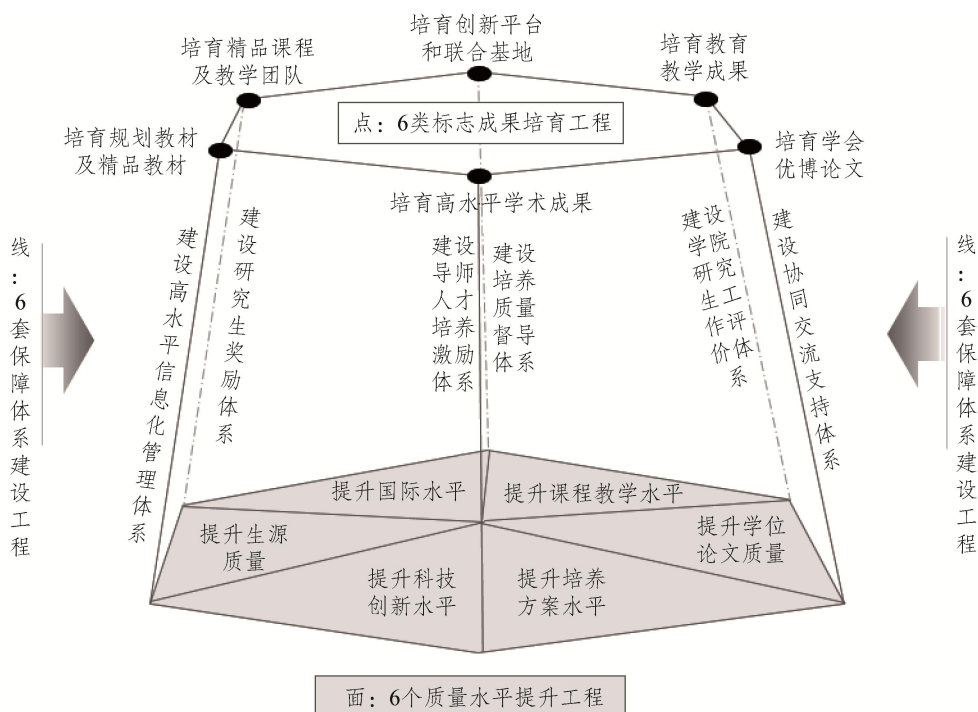 培育创新平台
和联合基地
培育精品课程
及教学团队
培育教育
教学成果
点：6类标志成果培育工程
培育规划教材
及精品教材
培育学会
优博论文
培育高水平学术成果
线：6套保障体系建设工程
建设高水平信息化管理体系
建设研究生奖励体系
建设
导师
人才
培养
激励
体系
建设
培养
质量
督导
体系
建设
学院
研究
生工
作评
价体
系
建设协同交流支持体系
线：6套保障体系建设工程
提升国际水平
提升课程教学水平
提升生源
质量
提升学位
论文质量
提升科技
创新水平
提升培养
方案水平
面：6个质量水平提升工程